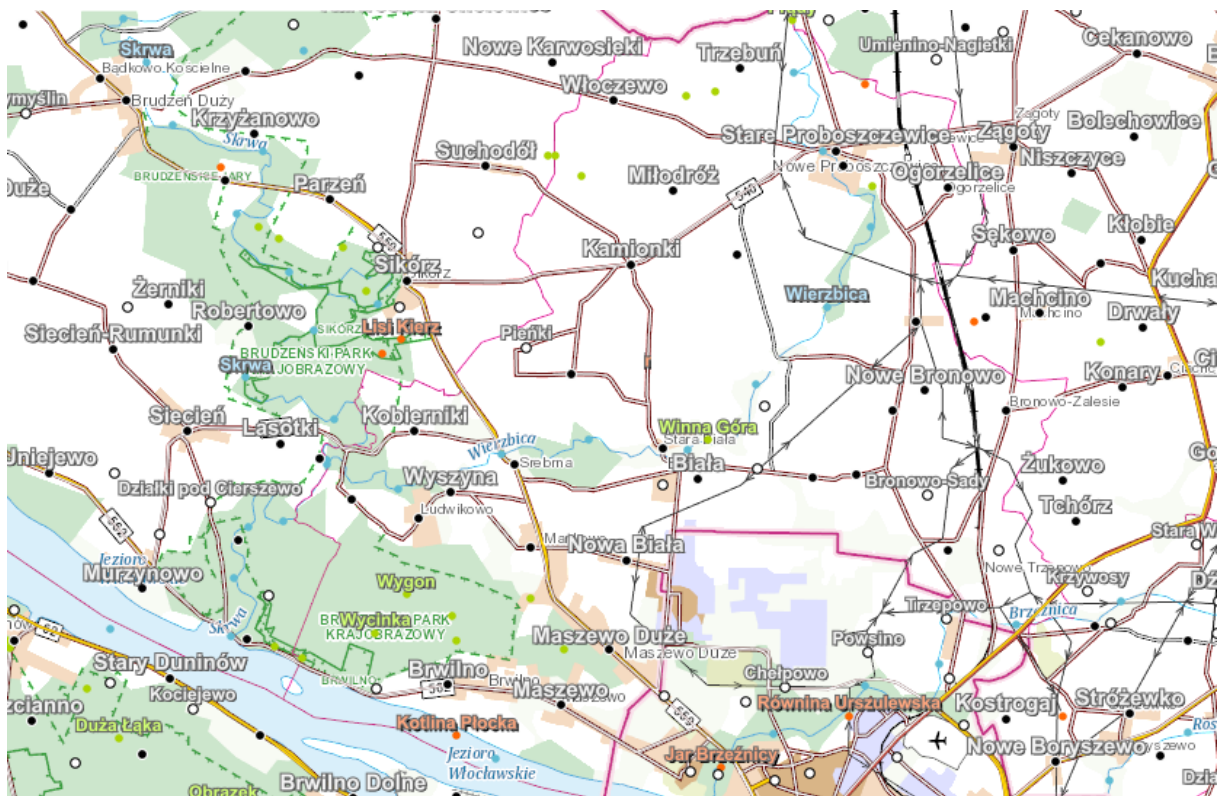 Skrwa
Bądkowo-Kościelne
Nowe Karwosieki
Trzebuń
Umienino-Nagietki
Cekanowo
Włoczewo
Brudzeń Duży
Krzyżanowo
Skrwa
Suchodół
Stare Proboszczewice
Zągoty
Zągoty
Bolechowice
Niszczyce
Nowe Proboszczewice
Ogorzelice
Ogorzelice
Miłodróż
Duże
Parzeń
540
559
Kamionki
Sękowo
Kłobie
Sikórz
Żerniki
Robertowo
Wierzbica
Machcino
Machcino
Drwały
Siecień-Rumunki
Lisi Kierz
SIKÓRZ
Pieńki
BRUDZEŃSKI PARK
KRAJOBRAZOWY
Skrwa
Nowe Bronowo
Konary
Siecień
Kobierniki
Lasotki
Winna Góra
Stara Biała
Bronowo-Zalesie
Wierzbica
Srebrna
Biała
Uniejewo
Działki pod Cierszewo
Wyszyna
Ludwikowo
Bronowo-Sady
Żukowo
Tchórz
562
Nowa Biała
Stara W
Murzynowo
Wygon
Nowe Trzepowo
Krzywosy
Trzepowo
Brzeźnica
Wycinka
PARK
KRAJOBRAZOWY
Skrwa
BRWILNO
Maszewo Duże
Maszewo Duże
Powsino
Chełpowo
Stary Duninów
Kociejewo
Brwilno
Brwilno
Maszewo
559
Równina Urszulewska
Kostrogaj
Stróżewko
Duża Łąka
Kotlina Płocka
Jezioro
Włocławskie
Jar Brzeźnicy
Nowe Boryszewo
Brwilno Dolne
Obrazek